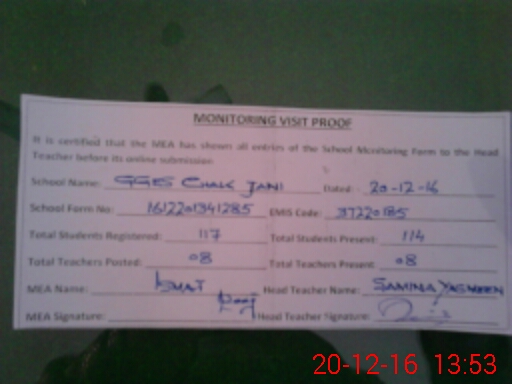 MONITORING VISIT PROOF
It is certified that the MEA has shown all entries of the School Monitoring Form to the Head
Teacher before its online submission
School Name: GGES CHAK JANI Dated: 20-12-16
School Form No: 1612201341285 EMIS Code: 37220185
Total Students Registered: 117 Total Students Present: 114
Total Teachers Posted: 08 Total Teachers Present: 08
MEA Name: ISMAT Head Teacher Name: SAMINA YASMEEN
MEA Signature: Head Teacher Signature:
20-12-16 13:53